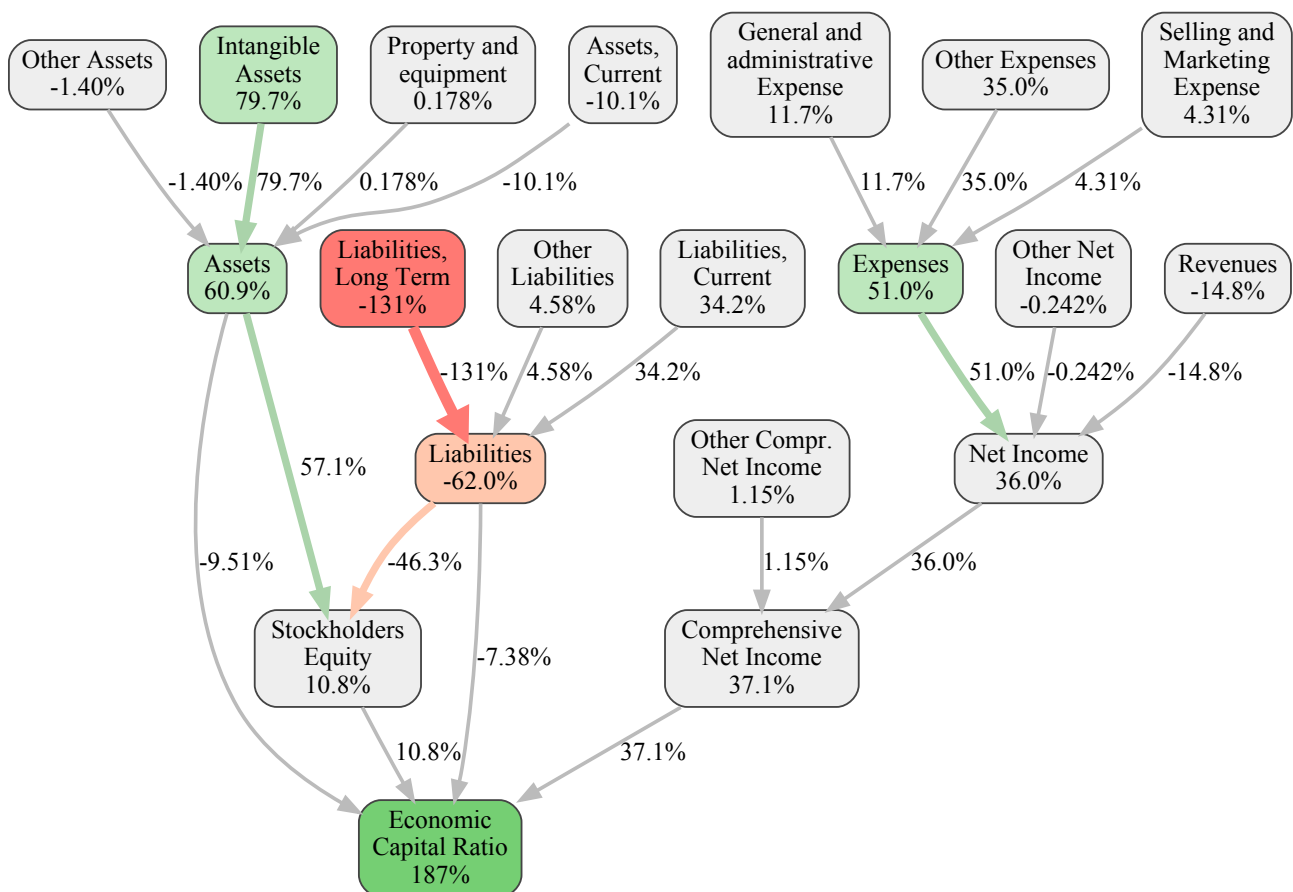 Other Assets
-1.40%
Intangible
Assets
79.7%
Property and
equipment
0.178%
Assets,
Current
-10.1%
General and
administrative
Expense
11.7%
Other Expenses
35.0%
Selling and
Marketing
Expense
4.31%
-1.40%
79.7%
0.178%
-10.1%
11.7%
35.0%
4.31%
Assets
60.9%
Liabilities,
Long Term
-131%
Other
Liabilities
4.58%
Liabilities,
Current
34.2%
Expenses
51.0%
Other Net
Income
-0.242%
Revenues
-14.8%
-131%
4.58%
34.2%
51.0%
-0.242%
-14.8%
57.1%
Liabilities
-62.0%
Other Compr.
Net Income
1.15%
Net Income
36.0%
-9.51%
-46.3%
1.15%
36.0%
Stockholders
Equity
10.8%
-7.38%
Comprehensive
Net Income
37.1%
10.8%
37.1%
Economic
Capital Ratio
187%